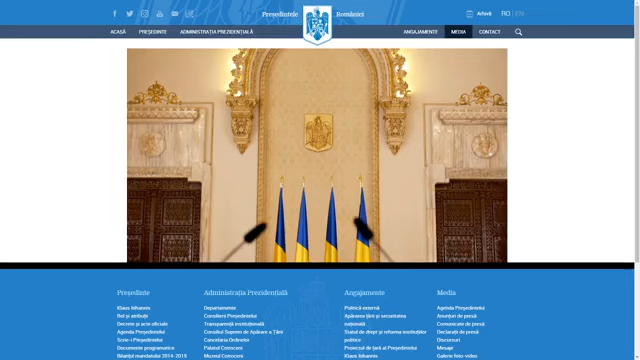 Președintele României
Arhivă RO | EN
ACASĂ PREȘEDINTE ADMINISTRAȚIA PREZIDENȚIALĂ ANGAJAMENTE MEDIA CONTACT
Președinte
Klaus Iohannis
Rol și atribuții
Decrete și acte oficiale
Agenda Președintelui
Scrie-i Președintelui
Documente programatice
Bilanțul mandatului 2014-2019
Administrația Prezidențială
Departamente
Consilierii Președintelui
Transparență instituțională
Consiliul Suprem de Apărare a Țării
Cancelaria Ordinelor
Palatul Cotroceni
Muzeul Cotroceni
Angajamente
Politică externă
Apărarea țării și securitatea
națională
Statul de drept și reforma instituțiilor
politice
Proiectul de țară al Președintelui
Klaus Iohannis
Media
Agenda Președintelui
Anunțuri de presă
Comunicate de presă
Declarații de presă
Discursuri
Mesaje
Galerie foto-video